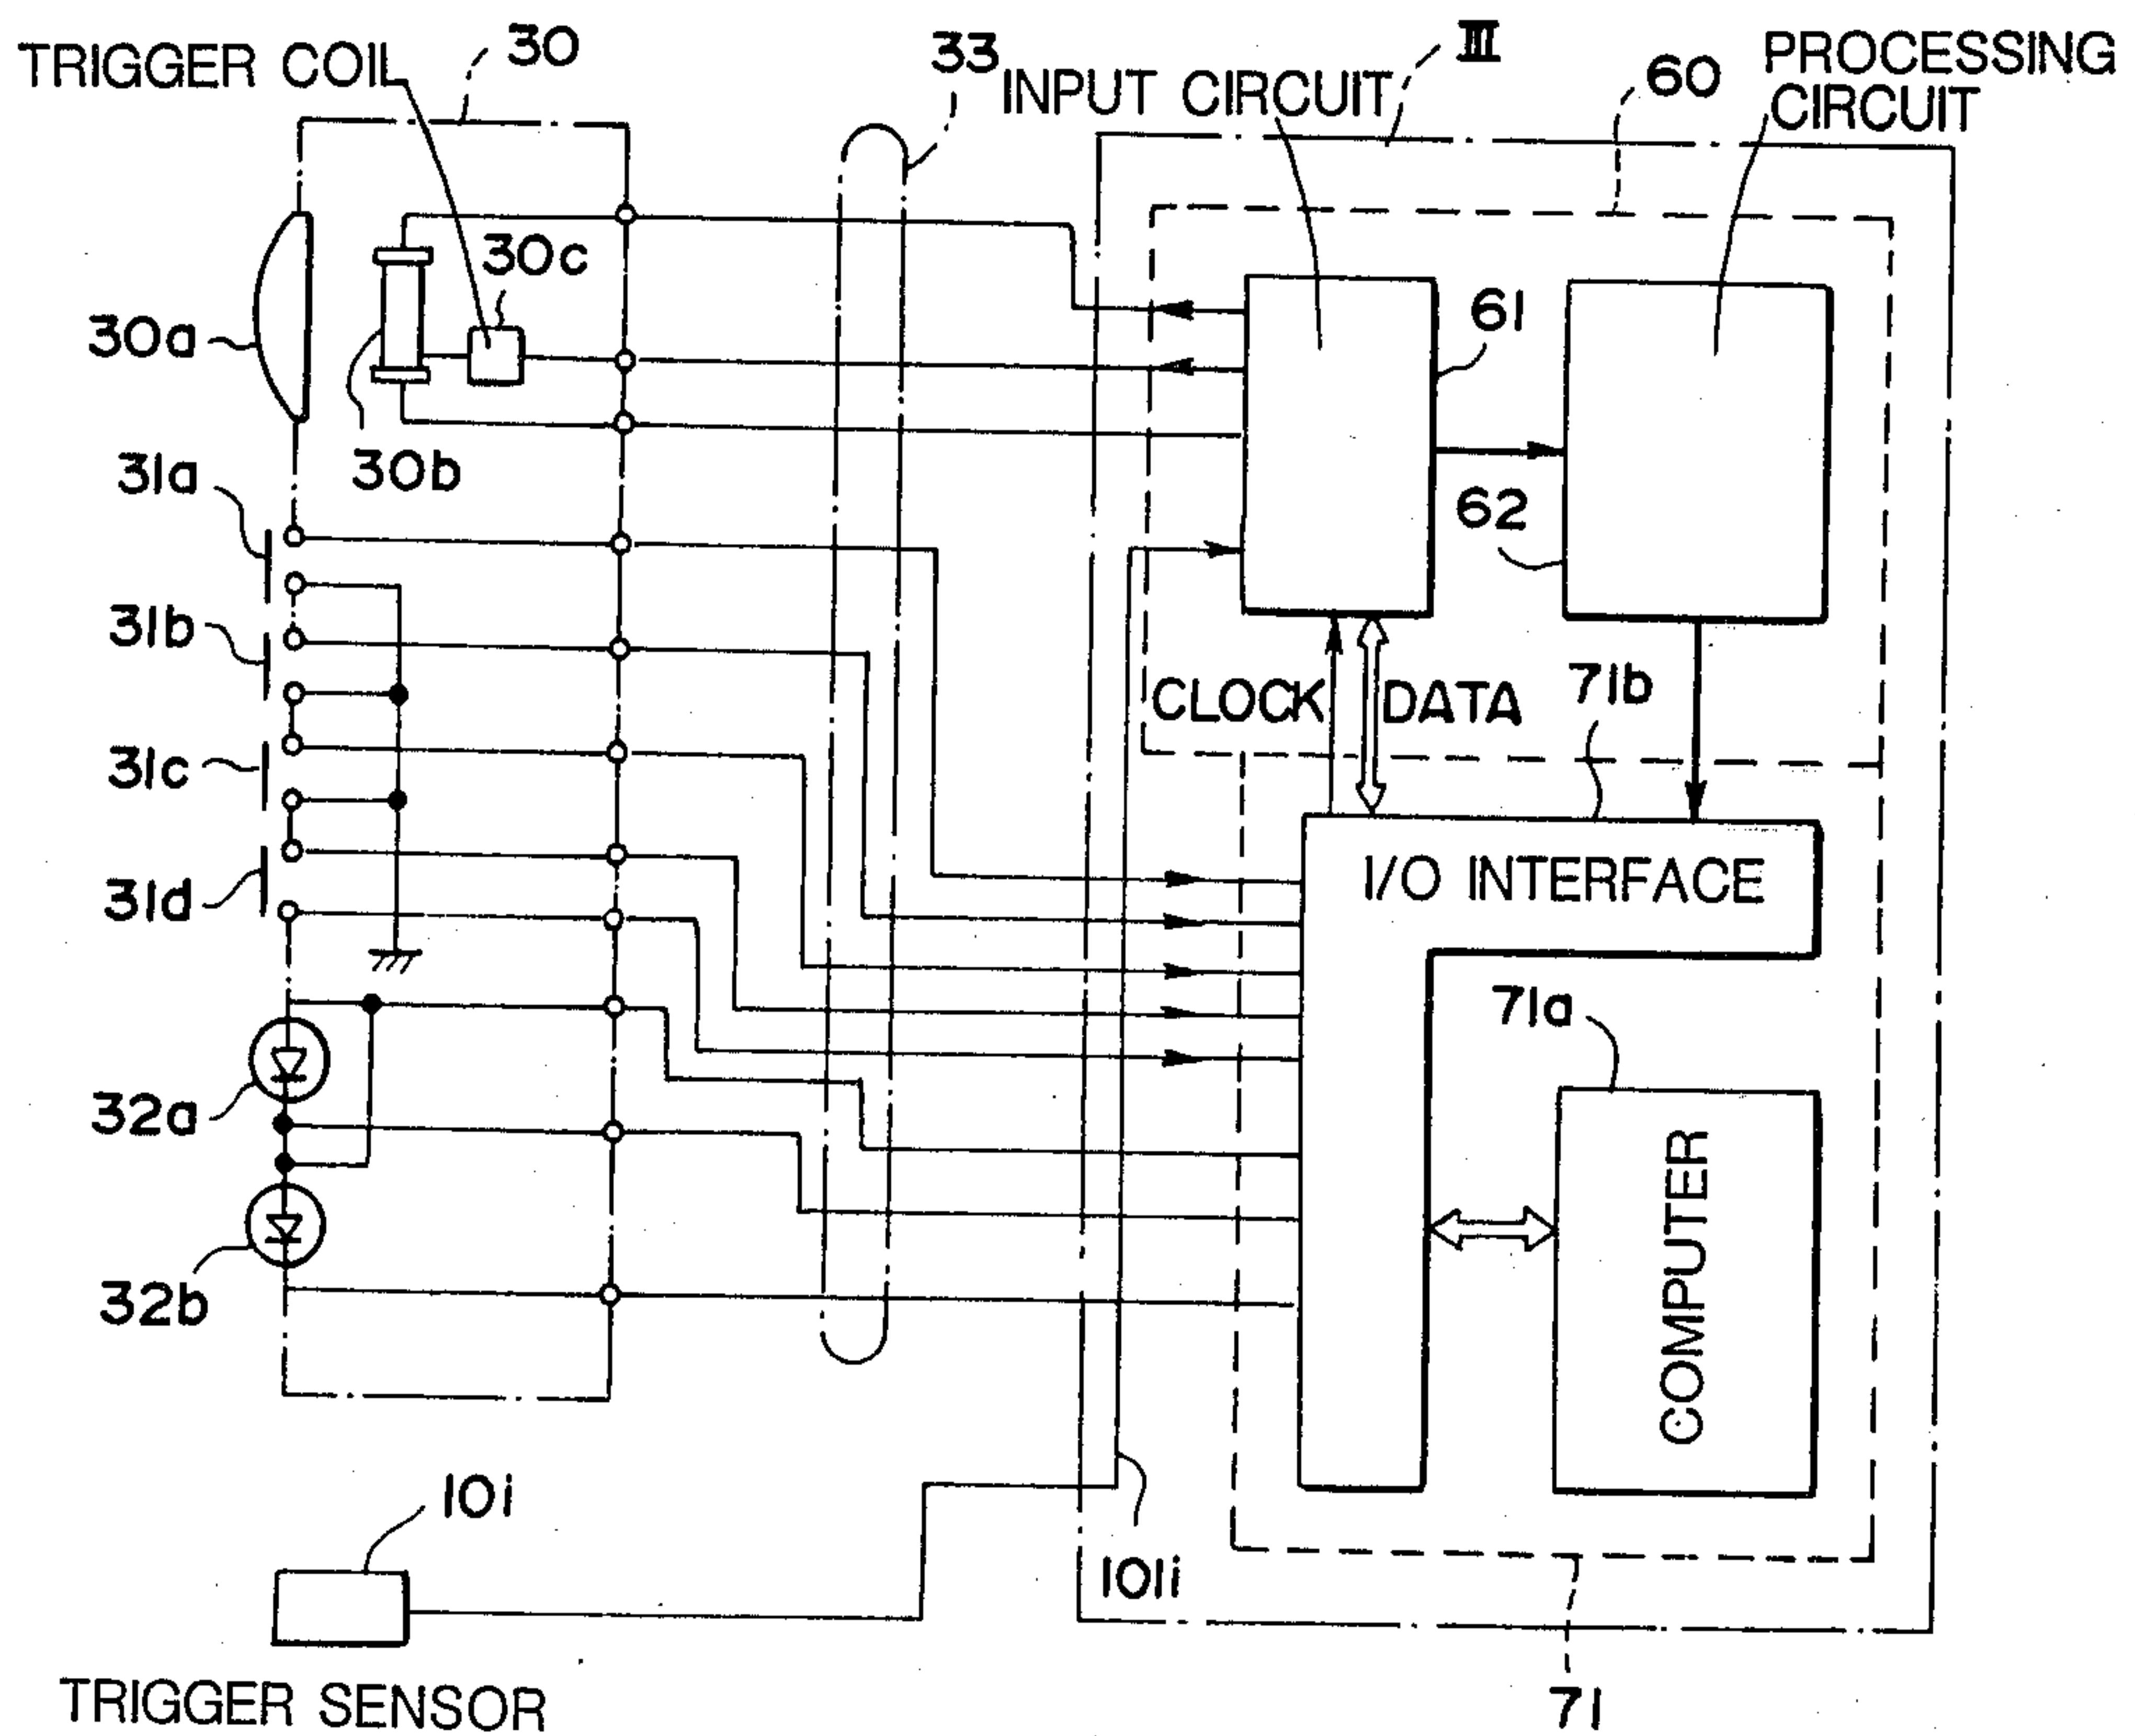 TRIGGER COIL
30
33
INPUT CIRCUIT
III
60
PROCESSING
CIRCUIT
30c
30a
30b
61
62
31a
31b
31c
31d
CLOCK
DATA
71b
I/O INTERFACE
71a
COMPUTER
32a
32b
10i
101i
TRIGGER SENSOR
71